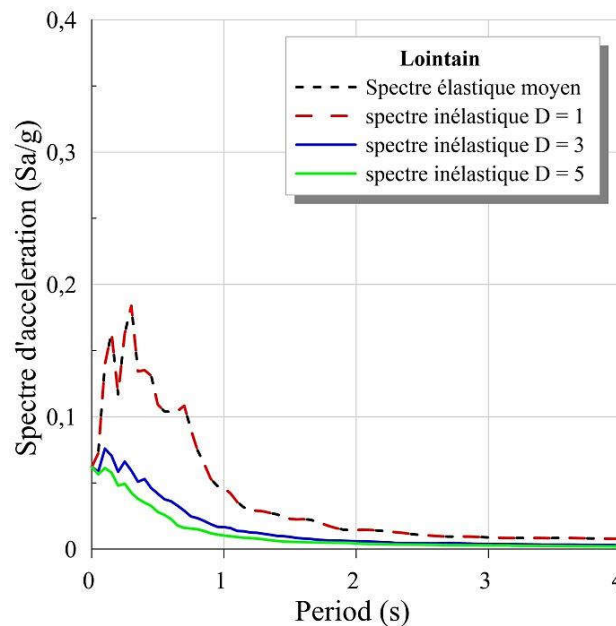 0,4
Lointain
Spectre élastique moyen
spectre inélastique D = 1
spectre inélastique D = 3
spectre inélastique D = 5
0,3
0,2
0,1
0
Spectre d'acceleration (Sa/g)
0 1 2 3 4
Period (s)